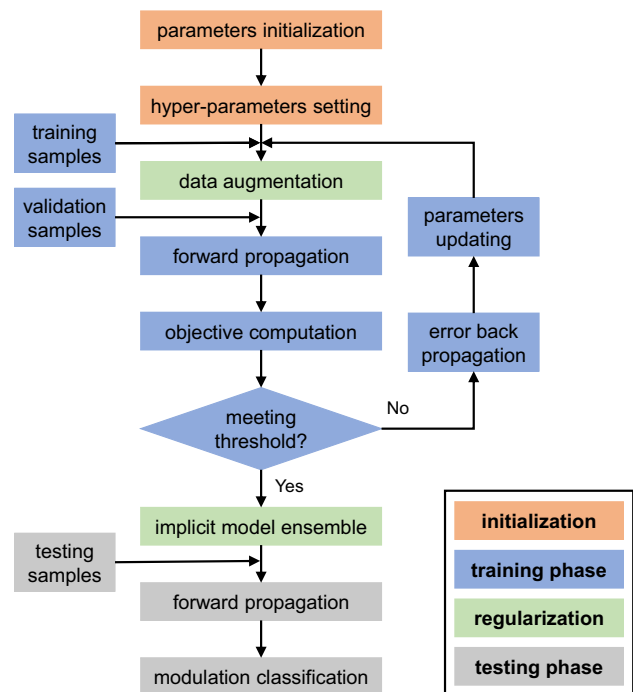 parameters initialization
hyper-parameters setting
training
samples
data augmentation
validation
samples
parameters
updating
forward propagation
objective computation
error back
propagation
meeting
threshold?
No
Yes
implicit model ensemble
testing
samples
forward propagation
modulation classification
initialization
training phase
regularization
testing phase